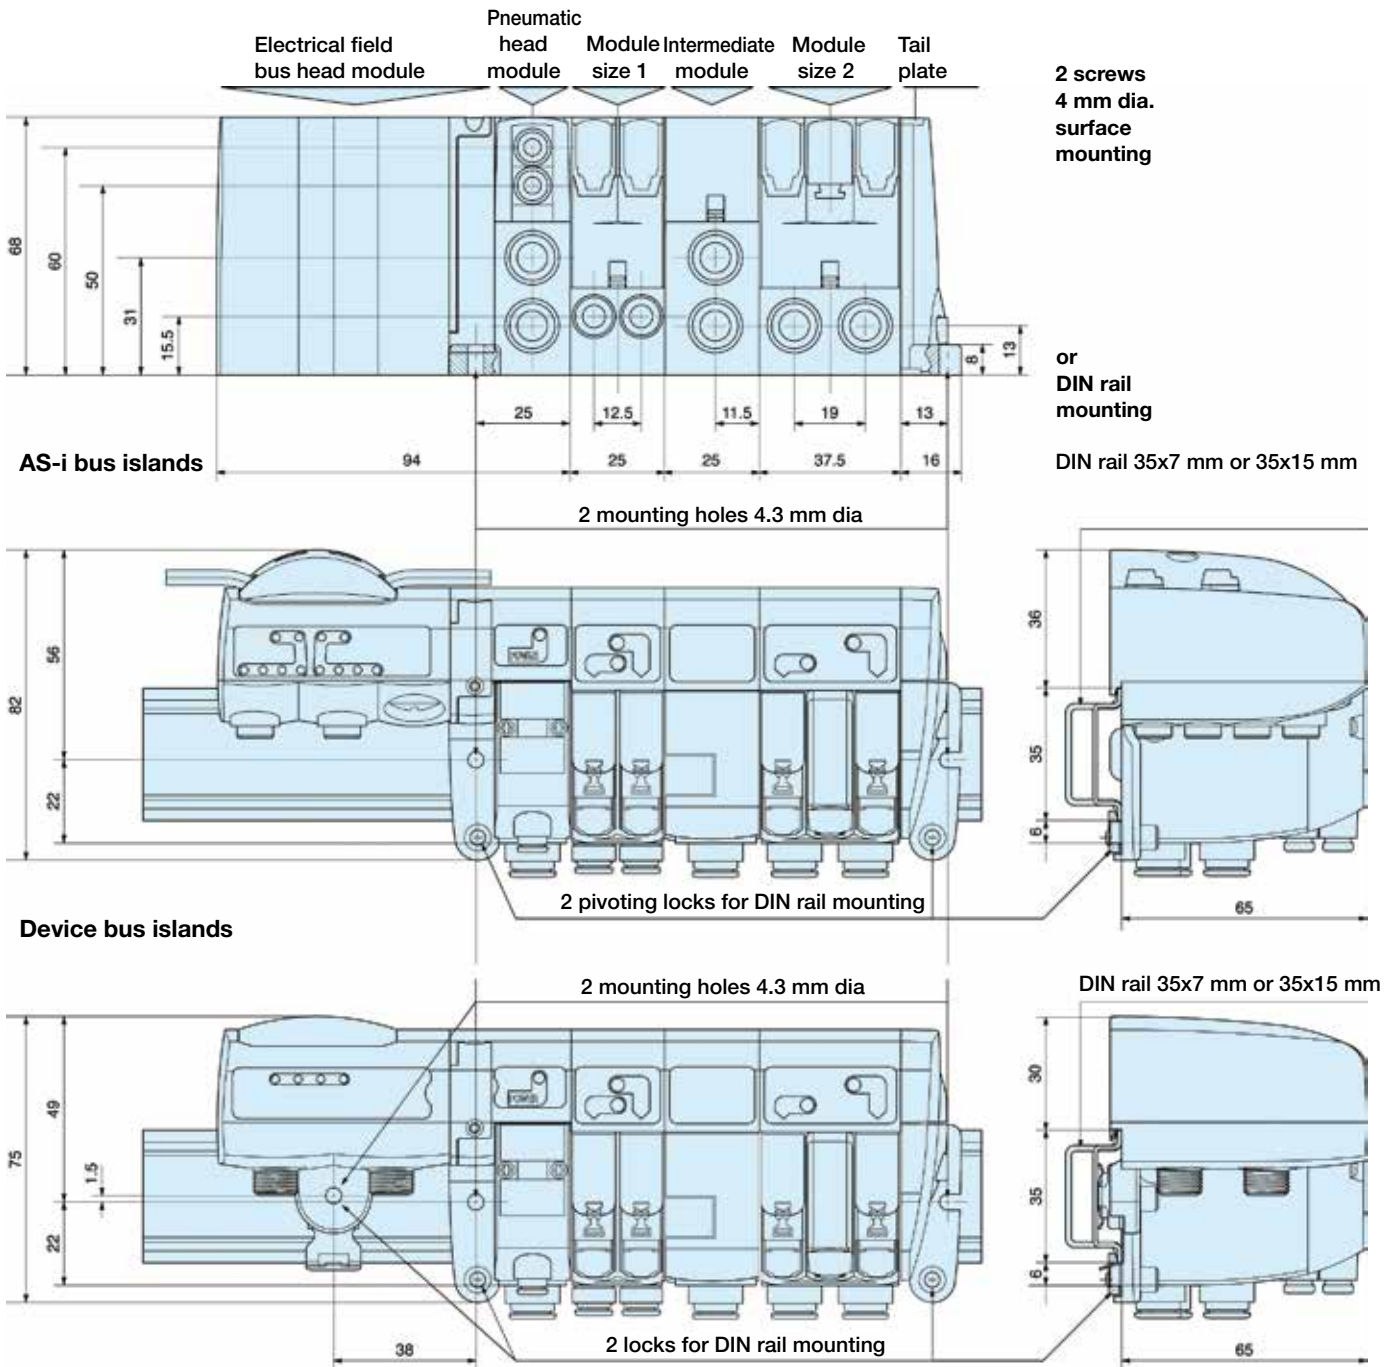 Pneumatic
Electrical field head Module Intermediate Module Tail
bus head module module size 1 module size 2 plate
2 screws
4 mm dia.
surface
mounting
68
60
50
31
15.5
8
13
or
DIN rail
mounting
25 12.5 11.5 19 13
AS-i bus islands
94 25 25 37.5 16
DIN rail 35x7 mm or 35x15 mm
2 mounting holes 4.3 mm dia
82
56
22
POWER
36
35
6
2 pivoting locks for DIN rail mounting
65
Device bus islands
2 mounting holes 4.3 mm dia
DIN rail 35x7 mm or 35x15 mm
75
49
1.5
22
POWER
30
35
6
2 locks for DIN rail mounting
38
65